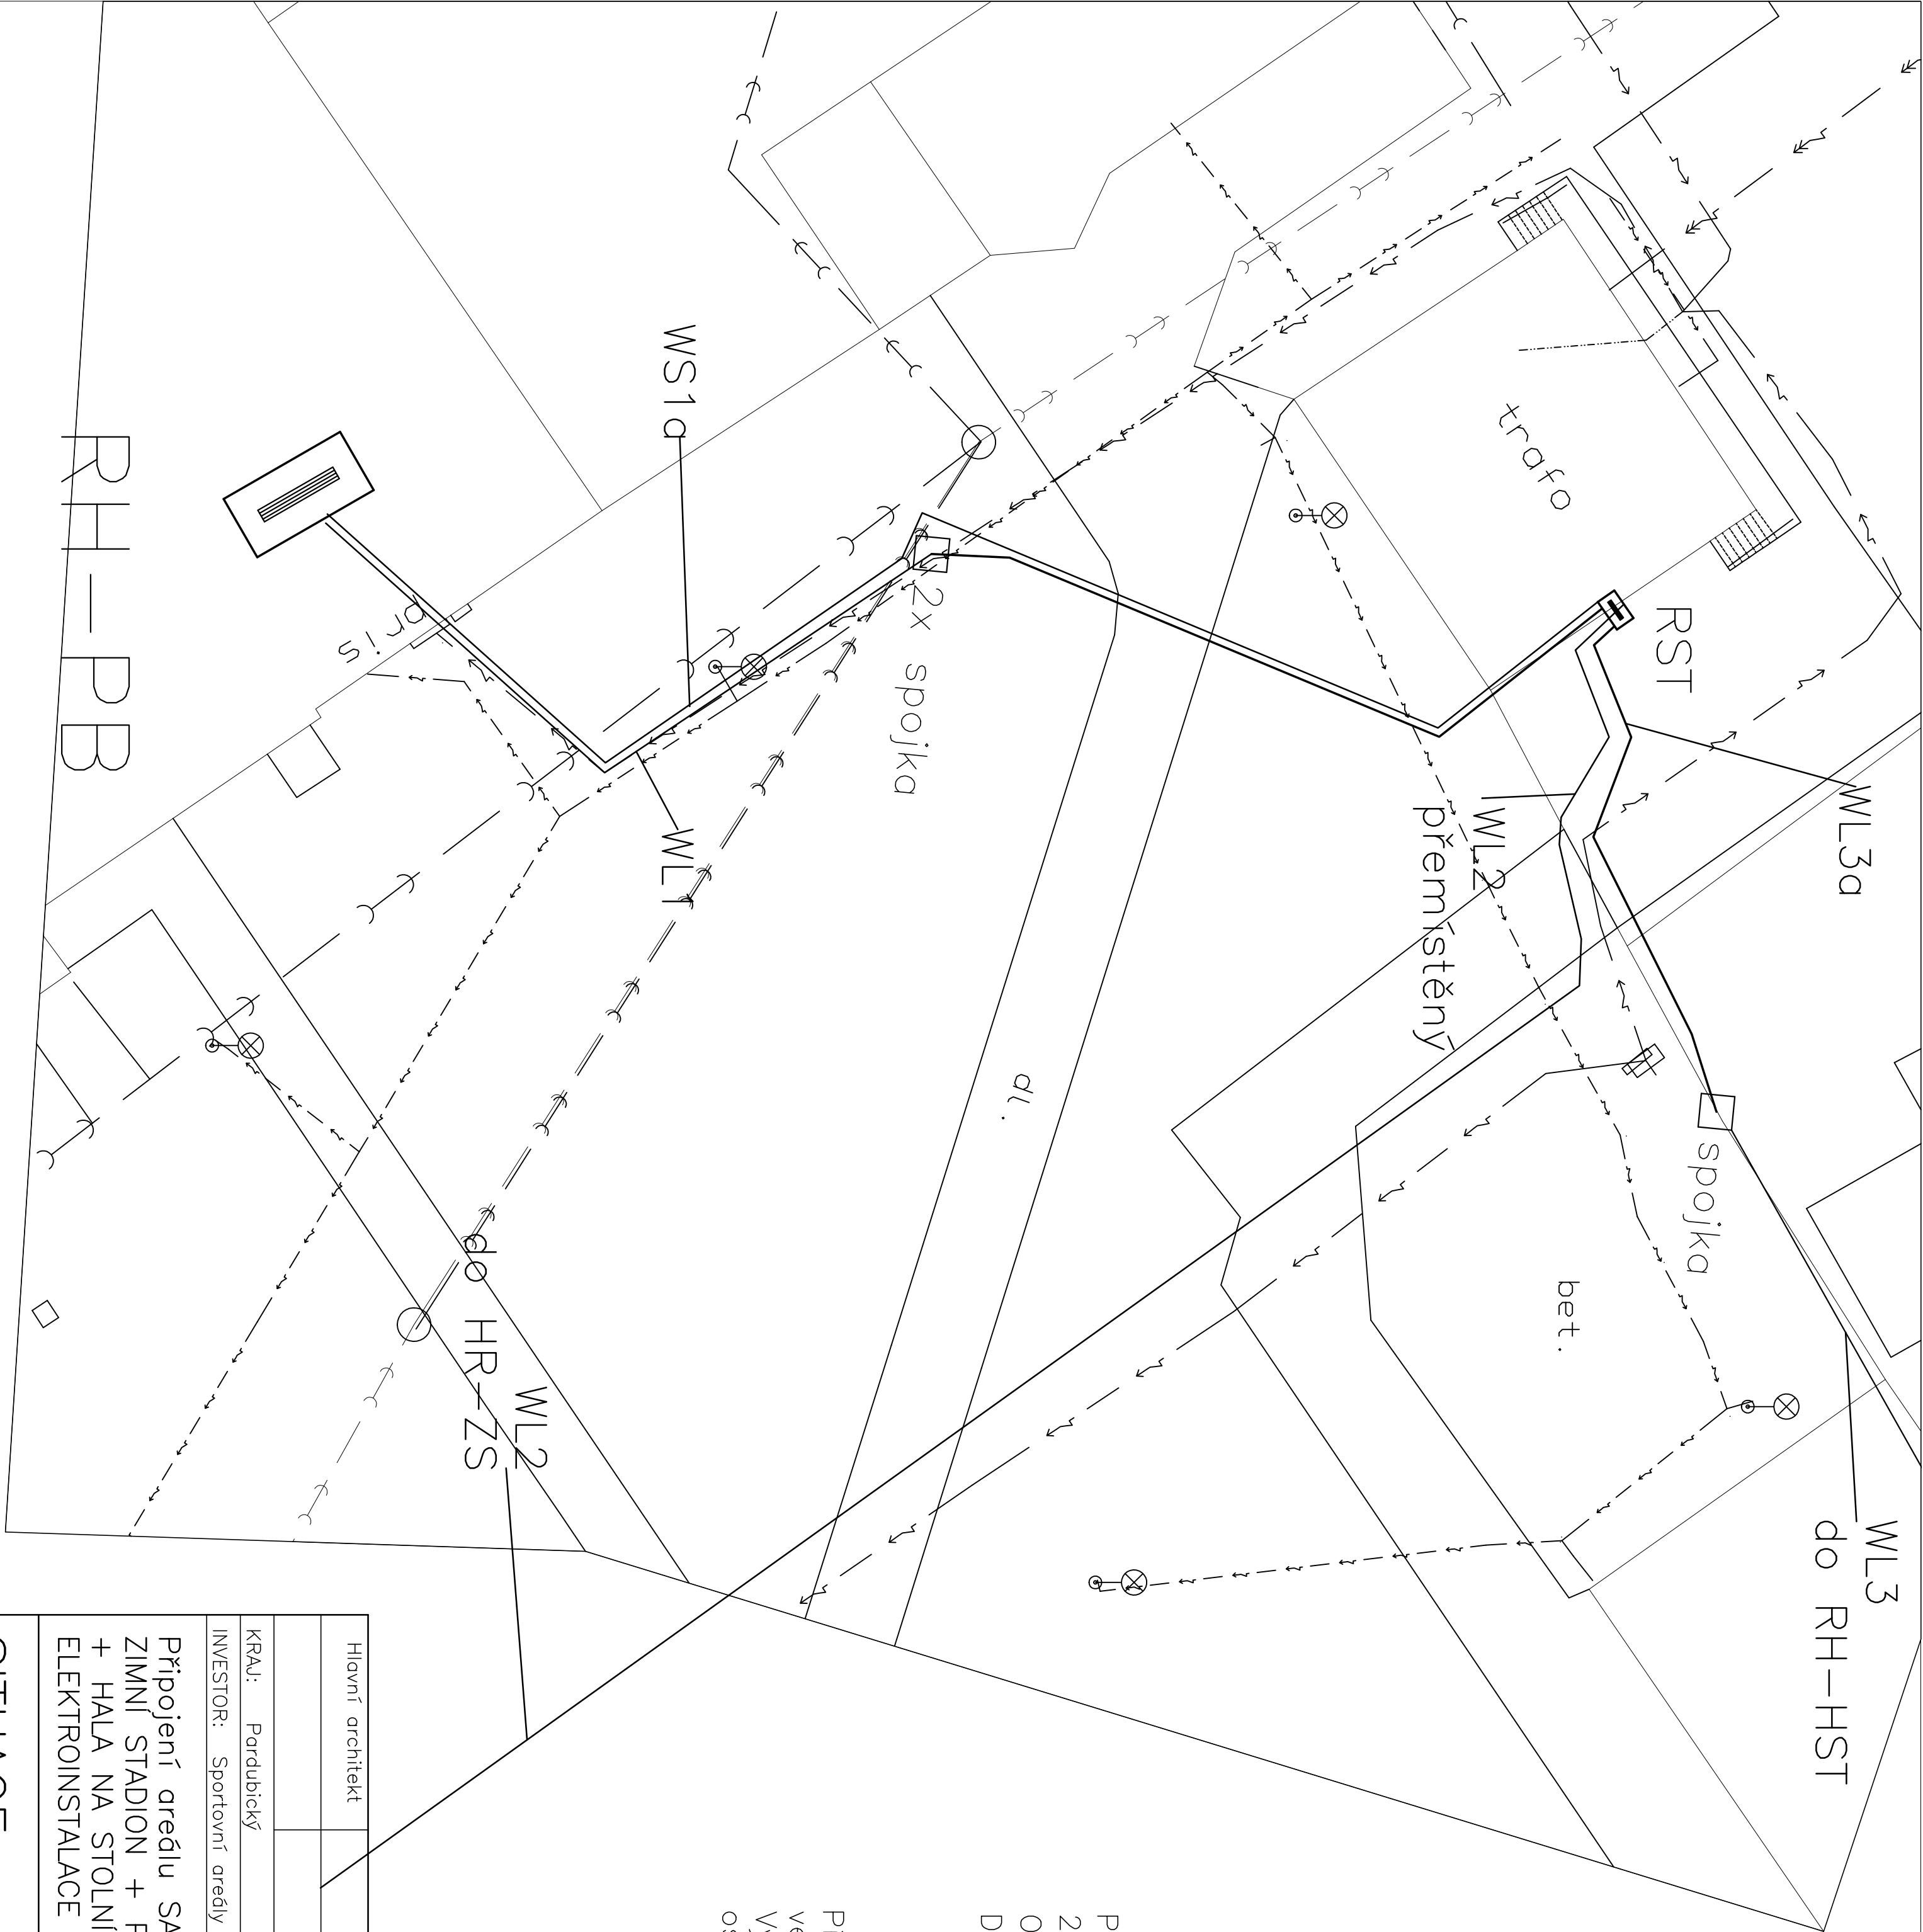 WL3
do RH-HST
WL3a
RST
spojka
trafo
bet.
WL2
přemístěný
dl.
2x spojka
WS1a
WL1
WL2
do HR-ZS
RH-PB
Hlavní architekt
KRAJ: Pardubický
INVESTOR: Sportovní areály
Připojení areálu
ZIMNÍ STADION +
+ HALA NA STOLNÍ
ELEKTROINSTALACE